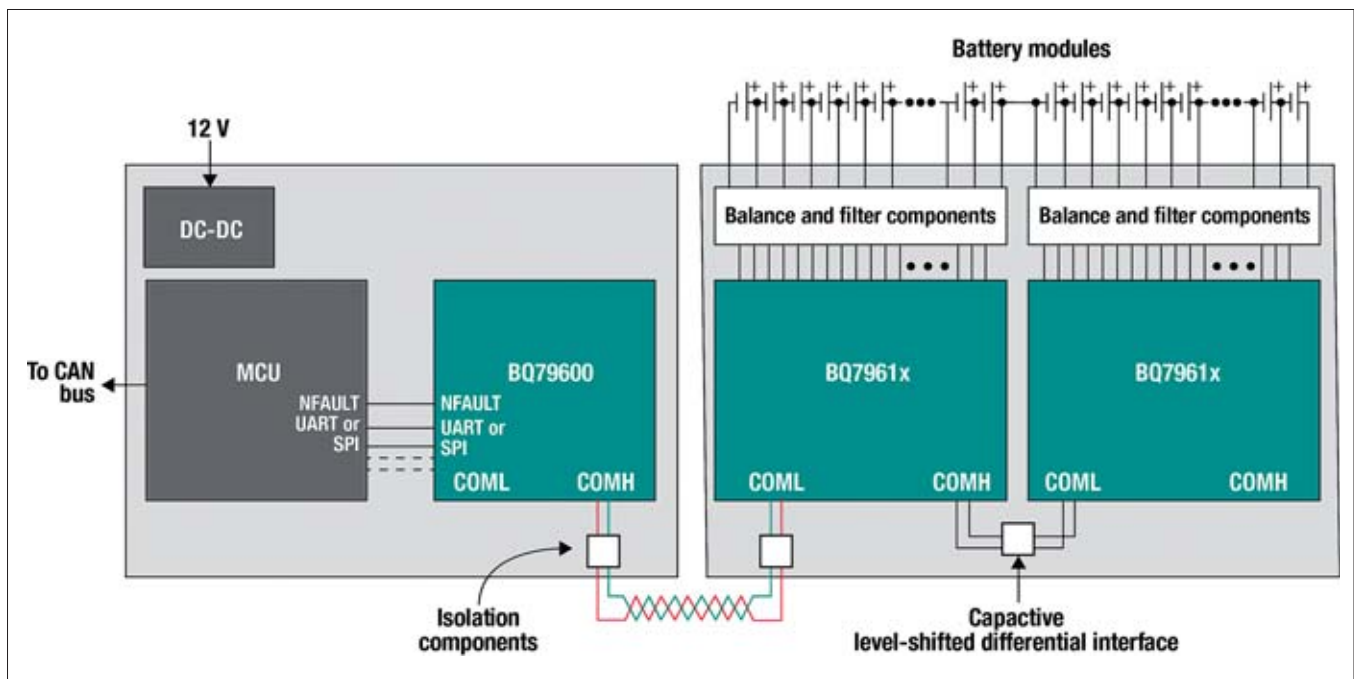 Battery modules
12 V
DC-DC
Balance and filter components
Balance and filter components
To CAN
bus
MCU
NFAULT
UART or
SPI
BQ79600
NFAULT
UART or
SPI
COML
COMH
BQ7961x
COML
COMH
BQ7961x
COML
COMH
Isolation
components
Capactive
level-shifted differential interface